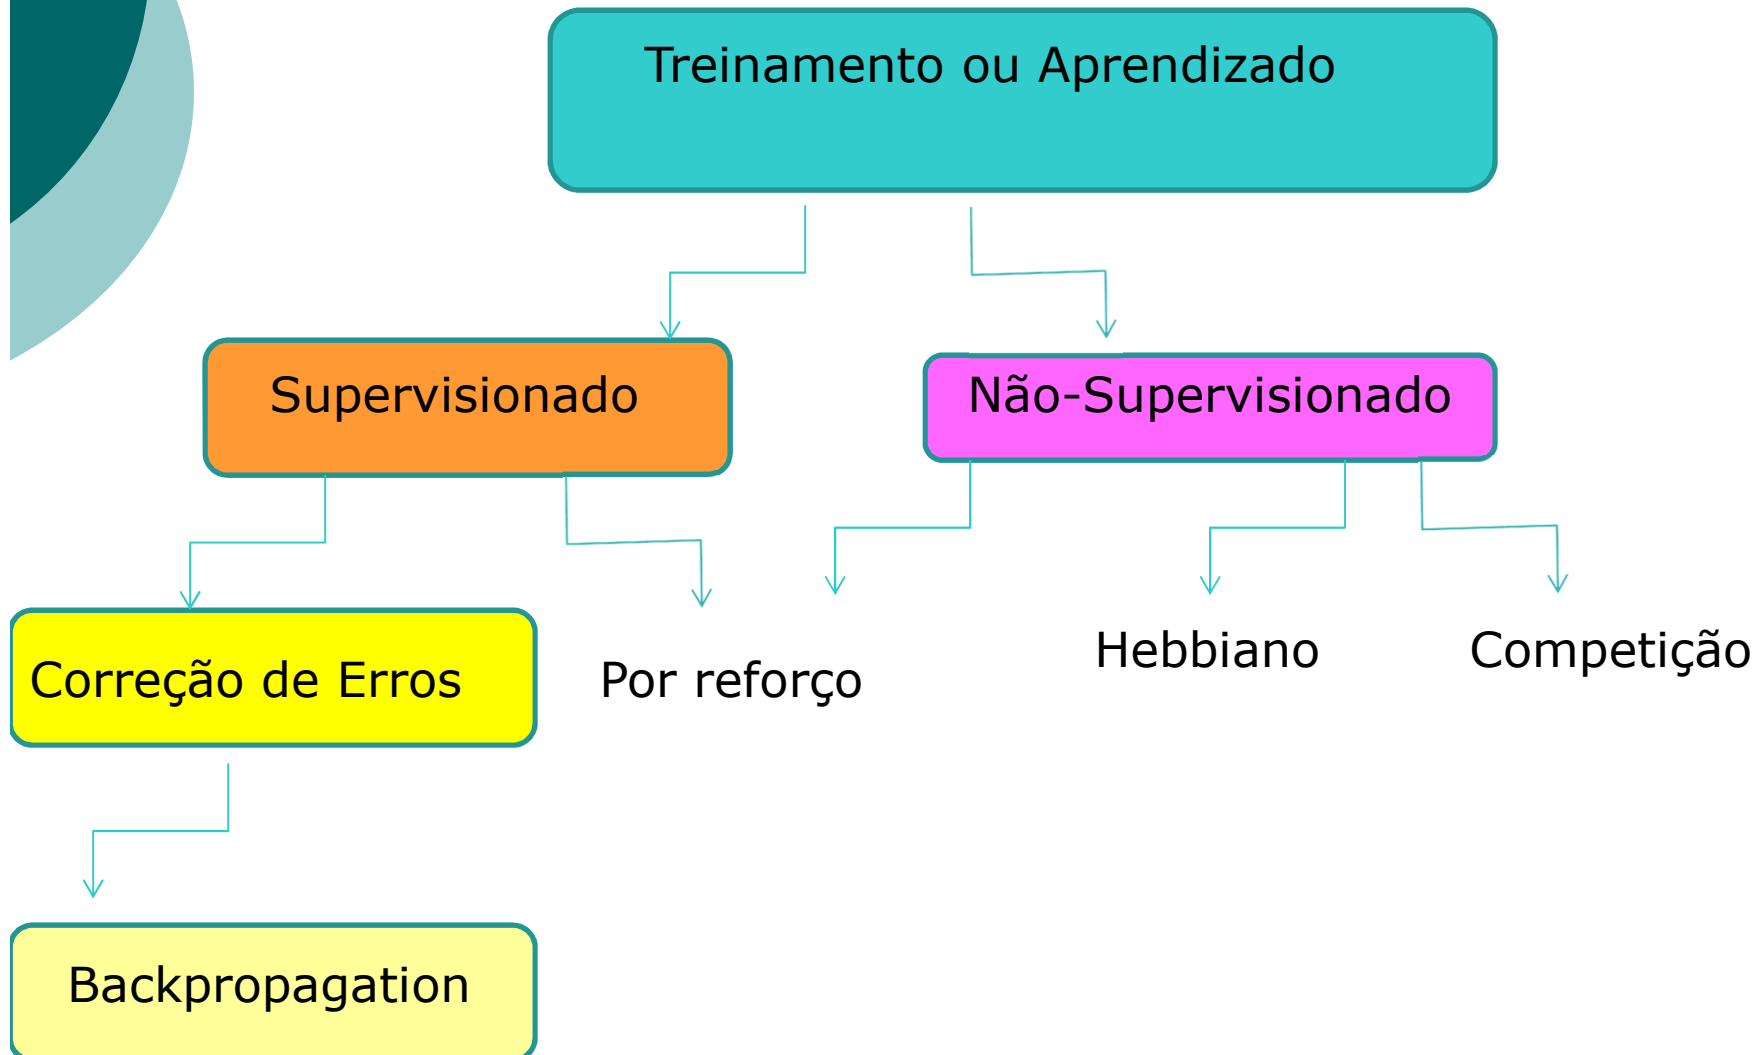 Treinamento ou Aprendizado
Supervisionado
Não-Supervisionado
Correção de Erros
Por reforço
Hebbiano
Competição
Backpropagation